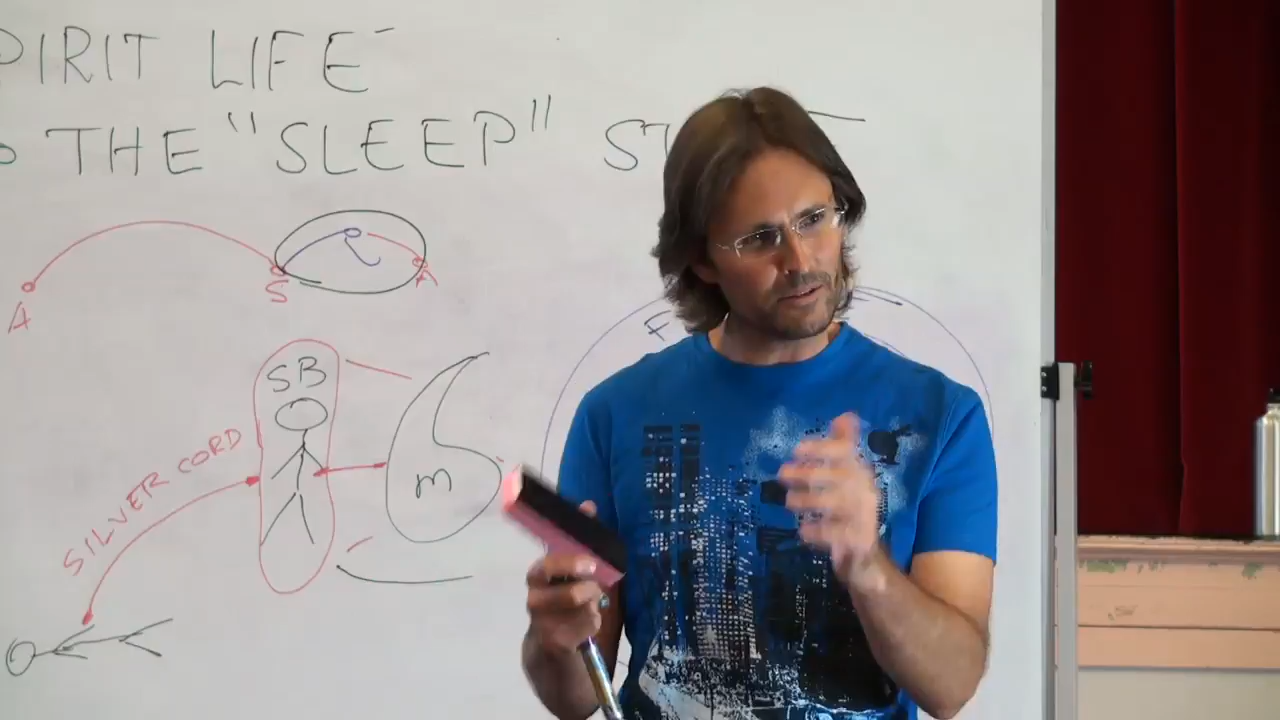 PIRIT LIFE
THE "SLEEP" ST
A
S
A
F
SB
SILVER CORD
m